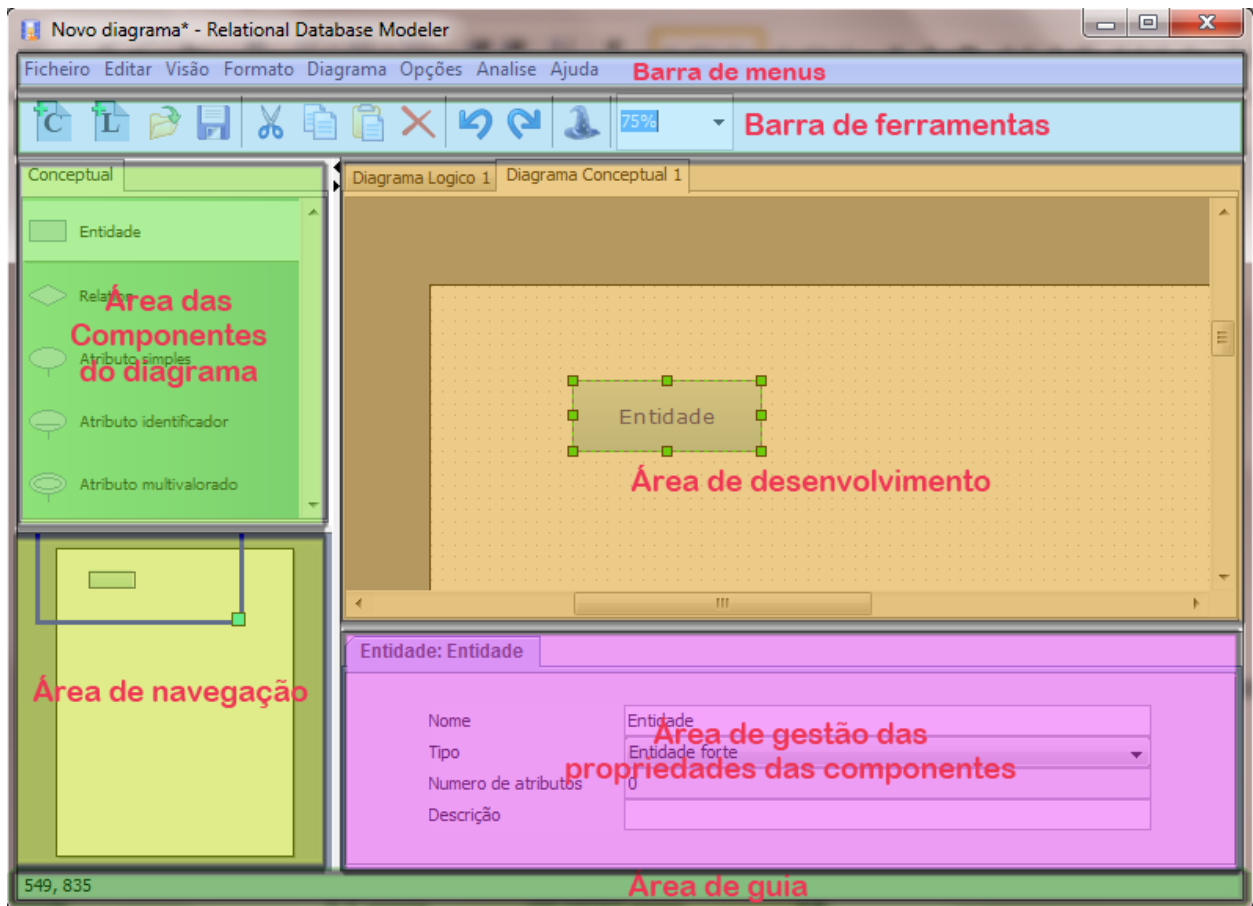 Novo diagrama* - Relational Database Modeler
Ficheiro Editar Visão Formato Diagrama Opções Analise Ajuda
Barra de menus
C L 75% Barra de ferramentas
Conceptual
Entidade
Área das
Componentes
Atributo simples
do diagrama
Atributo identificador
Atributo multivalorado
Diagrama Logico 1 Diagrama Conceptual 1
Entidade
Área de desenvolvimento
Área de navegação
Entidade: Entidade
Nome Entidade
Área de gestão das
Tipo Entidade forte
propriédades das componentes
Numero de atributos 0
Descrição
549, 835
Área de guia